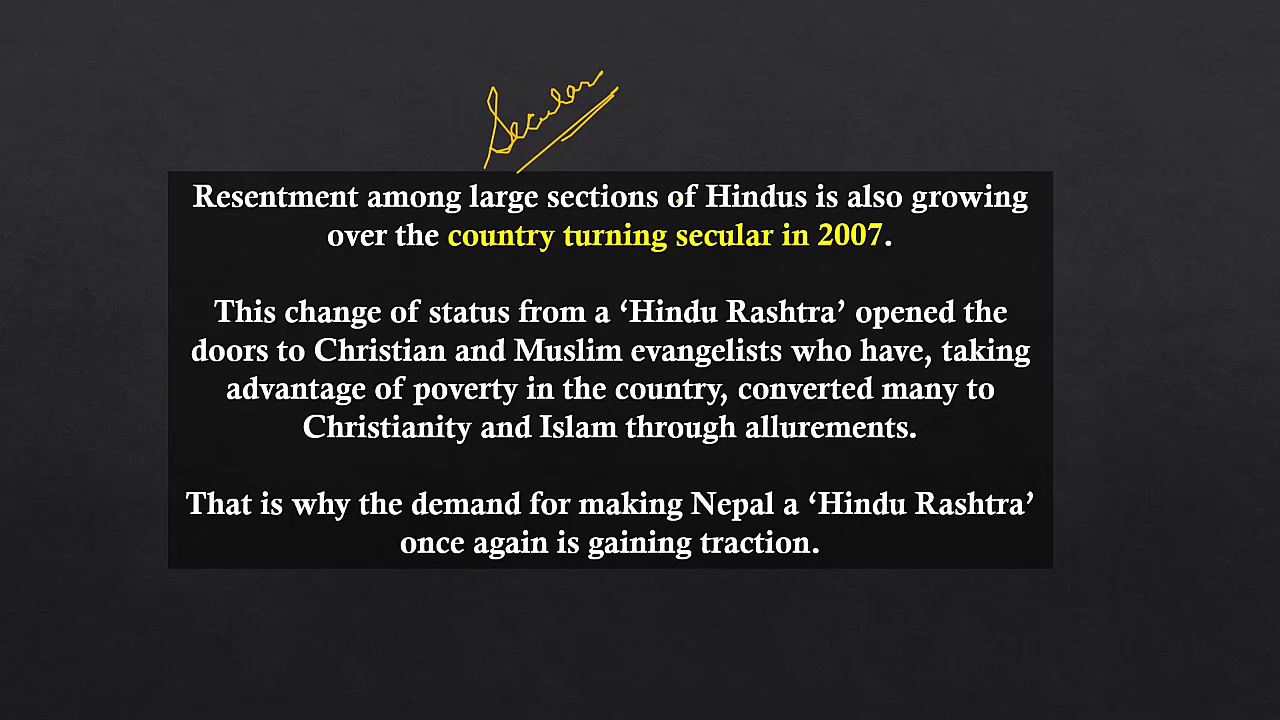 Secular
Resentment among large sections of Hindus is also growing
over the country turning secular in 2007.
This change of status from a ‘Hindu Rashtra’ opened the
doors to Christian and Muslim evangelists who have, taking
advantage of poverty in the country, converted many to
Christianity and Islam through allurements.
That is why the demand for making Nepal a ‘Hindu Rashtra’
once again is gaining traction.